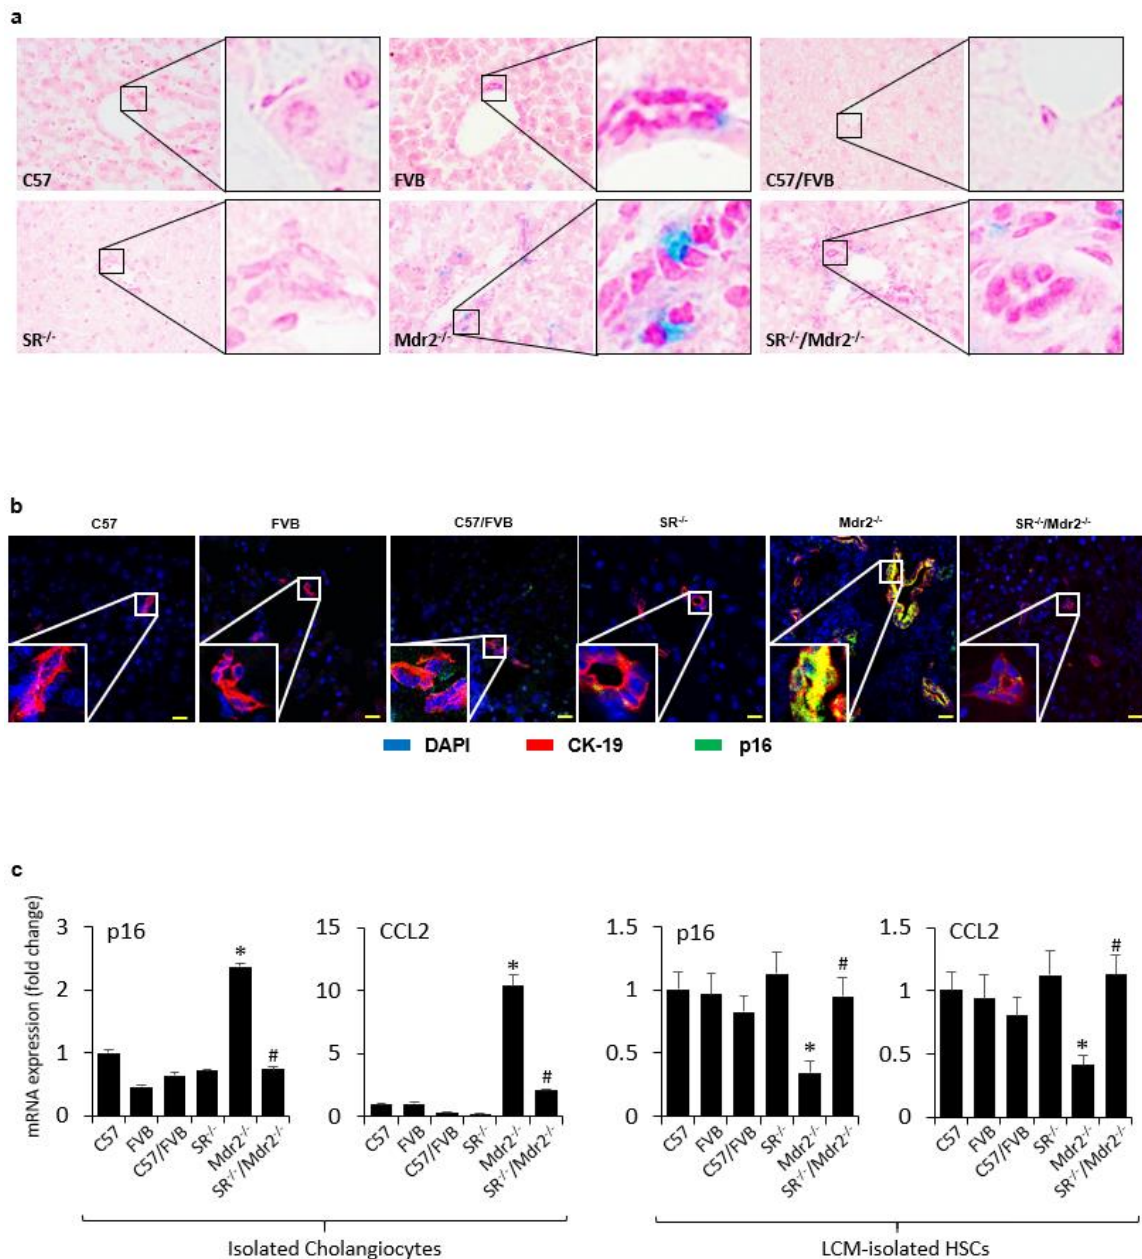 a
C57
FVB
C57/FVB
SR-/-
Mdr2-/-
SR-/-/Mdr2-/-
b
C57 FVB C57/FVB SR-/- Mdr2-/- SR-/-/Mdr2-/-
DAPI CK-19 p16
c
mRNA expression (fold change)
p16
3
2
1
0
*
#
C57 FVB C57/FVB SR-/- Mdr2-/- SR-/-/Mdr2-/-
CCL2
15
10
5
0
*
#
C57 FVB C57/FVB SR-/- Mdr2-/- SR-/-/Mdr2-/-
Isolated Cholangiocytes
p16
1.5
1
0.5
0
*
#
C57 FVB C57/FVB SR-/- Mdr2-/- SR-/-/Mdr2-/-
CCL2
1.5
1
0.5
0
*
#
C57 FVB C57/FVB SR-/- Mdr2-/- SR-/-/Mdr2-/-
LCM-isolated HSCs